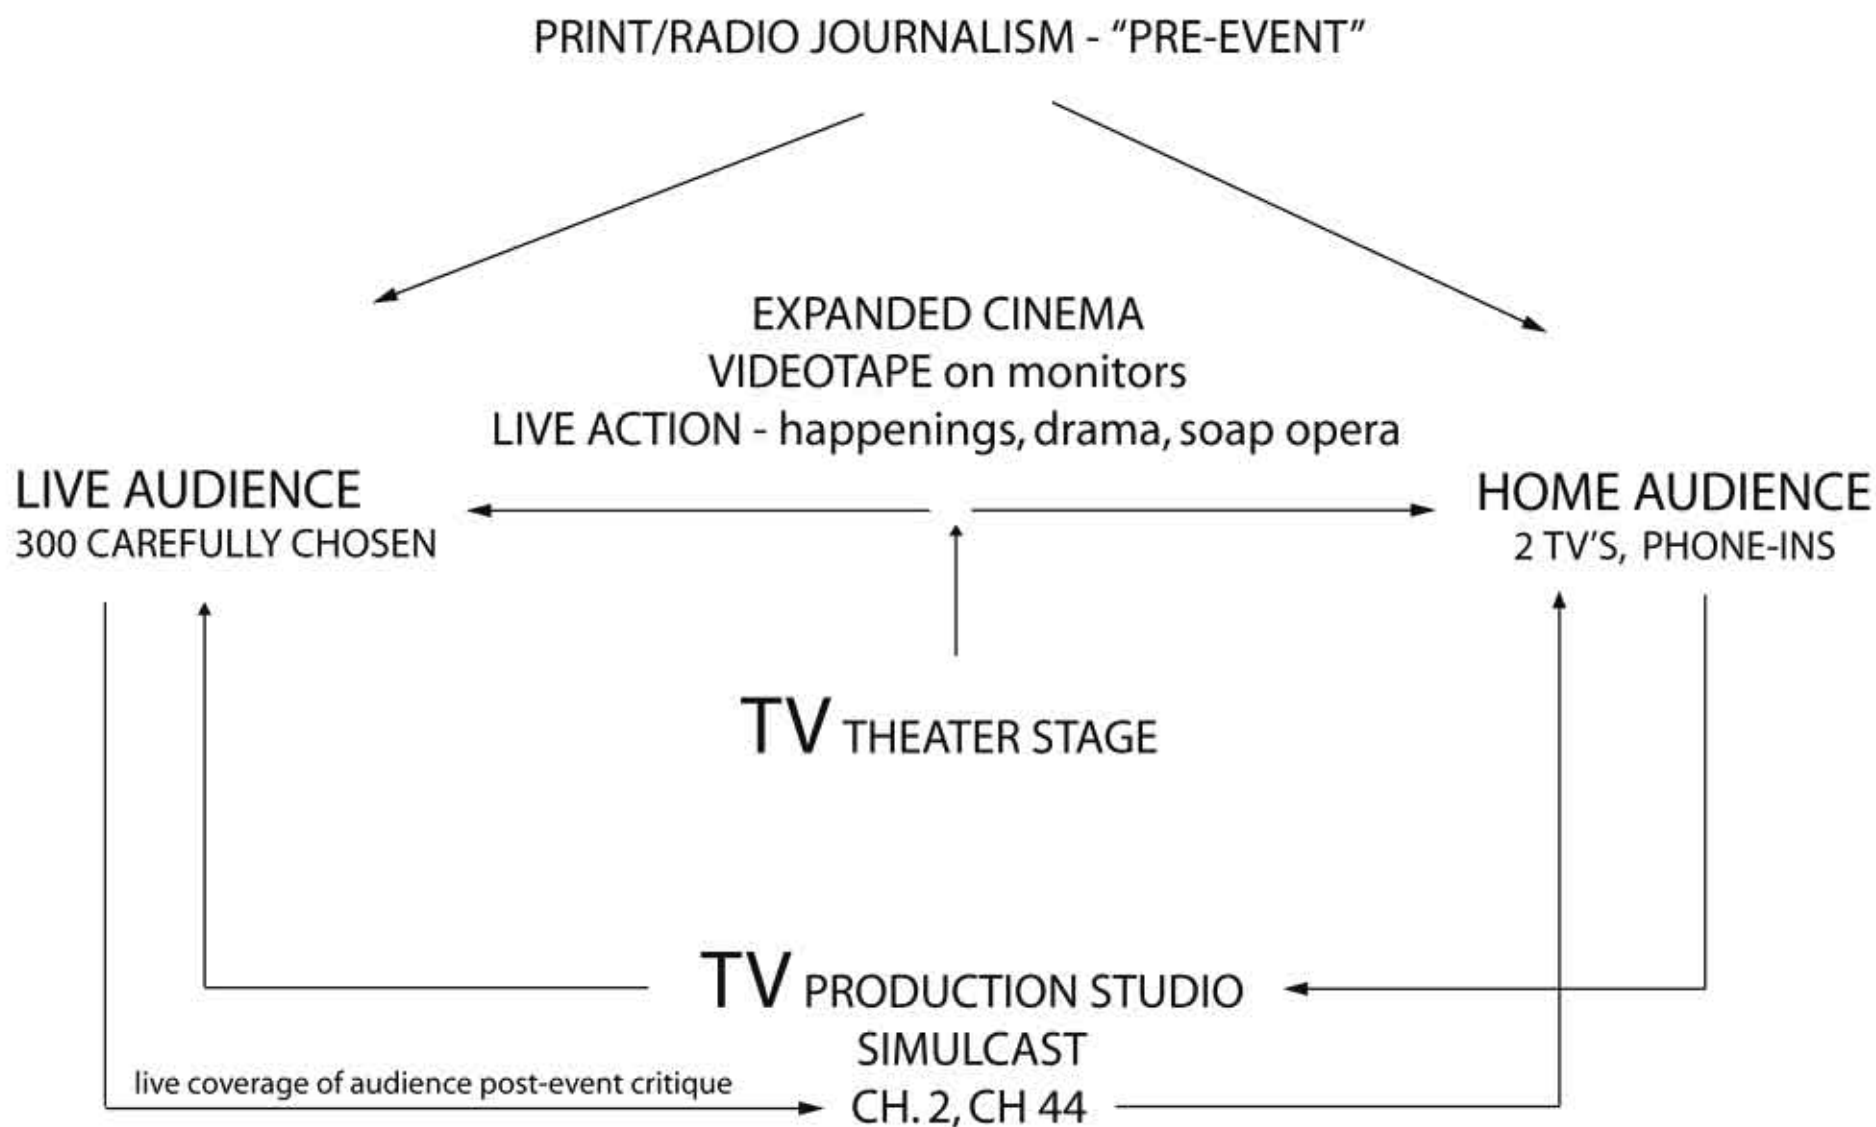 PRINT/RADIO JOURNALISM - “PRE-EVENT”
EXPANDED CINEMA
VIDEOTAPE on monitors
LIVE ACTION - happenings, drama, soap opera
LIVE AUDIENCE
300 CAREFULLY CHOSEN
HOME AUDIENCE
2 TV’S, PHONE-INS
TV THEATER STAGE
TV PRODUCTION STUDIO
SIMULCAST
CH. 2, CH 44
live coverage of audience post-event critique